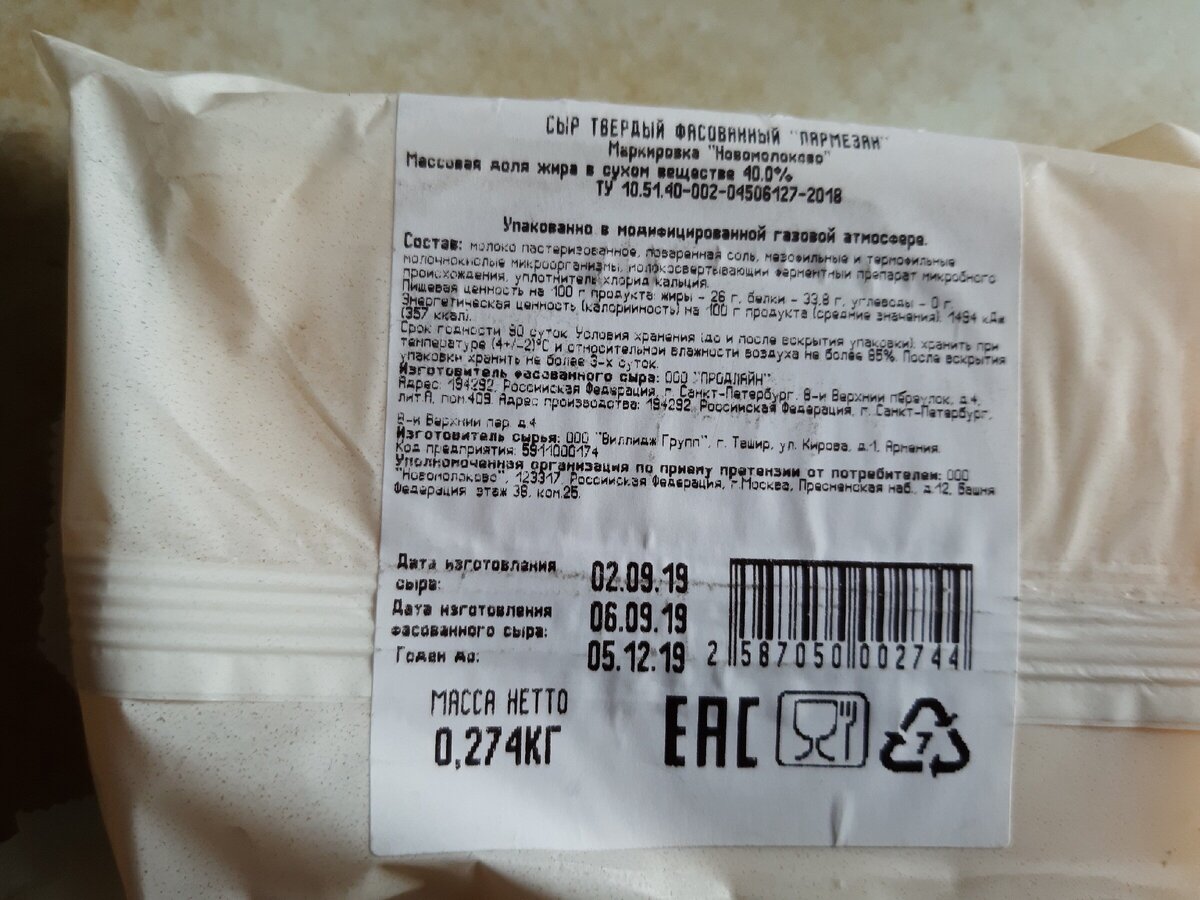 СЫР ТВЕРДЫЙ ФАСОВАННЫЙ "ПАРМЕЗАН"
Маркировка "Новомолоково"
Массовая доля жира в сухом веществе 40.0%
ТУ 10.51.40-002-04506127-2018
Упакованно в модифицированной газовой атмосфере.
Состав: молоко пастеризованное, поваренная соль, мезофильные и термофильные
молочнокислые микроорганизмы, молокосвертывающий ферментный препарат микробного
происхождения, уплотнитель хлорид кальция.
Пищевая ценность на 100 г продукта: жиры - 26 г, белки - 33,8 г, углеводы - 0 г.
Энергетическая ценность (калорийность) на 100 г продукта (средние значения): 1494 кДж
(357 ккал).
Срок годности 90 суток. Условия хранения (до и после вскрытия упаковки): хранить при
температуре (4+/-2)°С и относительной влажности воздуха не более 85%. После вскрытия
упаковки хранить не более 3-х суток.
Изготовитель фасованного сыра: ООО "ПРОДЛАЙН"
Адрес: 194292, Российская Федерация, г. Санкт-Петербург, 8-й Верхний переулок, д.4,
лит.А, пом.409. Адрес производства: 194292, Российская Федерация, г. Санкт-Петербург,
8-й Верхний пер. д.4
Изготовитель сырья: ООО "Виллидж Групп", г. Ташир, ул. Кирова, д.1, Армения.
Код предприятия: 5911000174
Уполномоченная организация по приему претензий от потребителей: ООО
"Новомолоково", 123317, Российская Федерация, г.Москва, Пресненская наб., д.12, Башня
Федерация, этаж 36, ком.26.
Дата изготовления
сыра: 02.09.19
Дата изготовления
фасованного сыра: 06.09.19
Годен до: 05.12.19
2 587050 002744
МАССА НЕТТО
0,274КГ
ЕАС
7